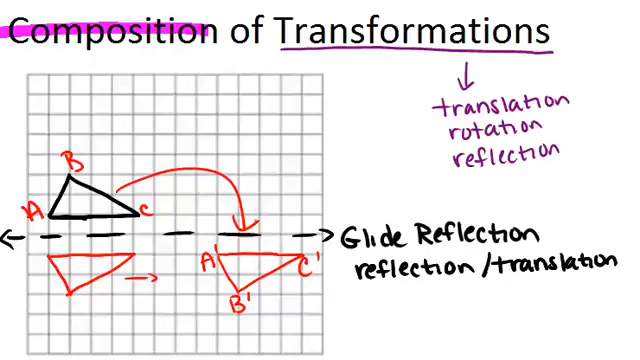 Composition of Transformations
translation
rotation
reflection
B
A
C
Glide Reflection
reflection/translation
A' C'
B'